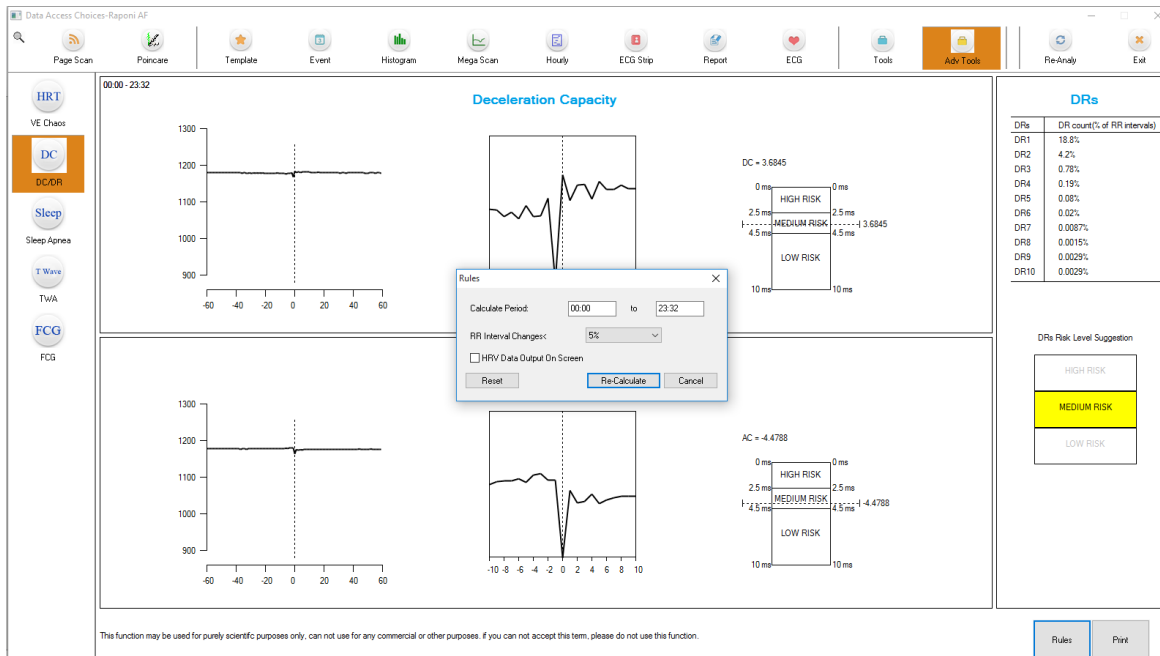 Data Access Choices-Raponi AF
Page Scan Poincare Template Event Histogram Mega Scan Hourly ECG Strip Report ECG Tools Adv Tools Re-Analy Exit
HRT
VE Chaos
DC
DC/DR
Sleep
Sleep Apnea
T Wave
TWA
FCG
FCG
00:00 - 23:32
Deceleration Capacity
1300
1200
1100
1000
900
-60 -40 -20 0 20 40 60
DC = 3.6845
0 ms 0 ms
HIGH RISK
2.5 ms 2.5 ms
MEDIUM RISK 3.6845
4.5 ms 4.5 ms
LOW RISK
10 ms 10 ms
Rules
Calculate Period: 00:00 to 23:32
RR Interval Changes< 5%
HRV Data Output On Screen
Reset Re-Calculate Cancel
1300
1200
1100
1000
900
-60 -40 -20 0 20 40 60
-10 -8 -6 -4 -2 0 2 4 6 8 10
AC = -4.4788
0 ms 0 ms
HIGH RISK
2.5 ms 2.5 ms
MEDIUM RISK -4.4788
4.5 ms 4.5 ms
LOW RISK
10 ms 10 ms
DRs
DRs DR count(% of RR intervals)
DR1 18.8%
DR2 4.2%
DR3 0.78%
DR4 0.19%
DR5 0.08%
DR6 0.02%
DR7 0.0087%
DR8 0.0015%
DR9 0.0029%
DR10 0.0029%
DRs Risk Level Suggestion
HIGH RISK
MEDIUM RISK
LOW RISK
This function may be used for purely scientifc purposes only, can not use for any commercial or other purposes. if you can not accept this term, please do not use this function.
Rules Print